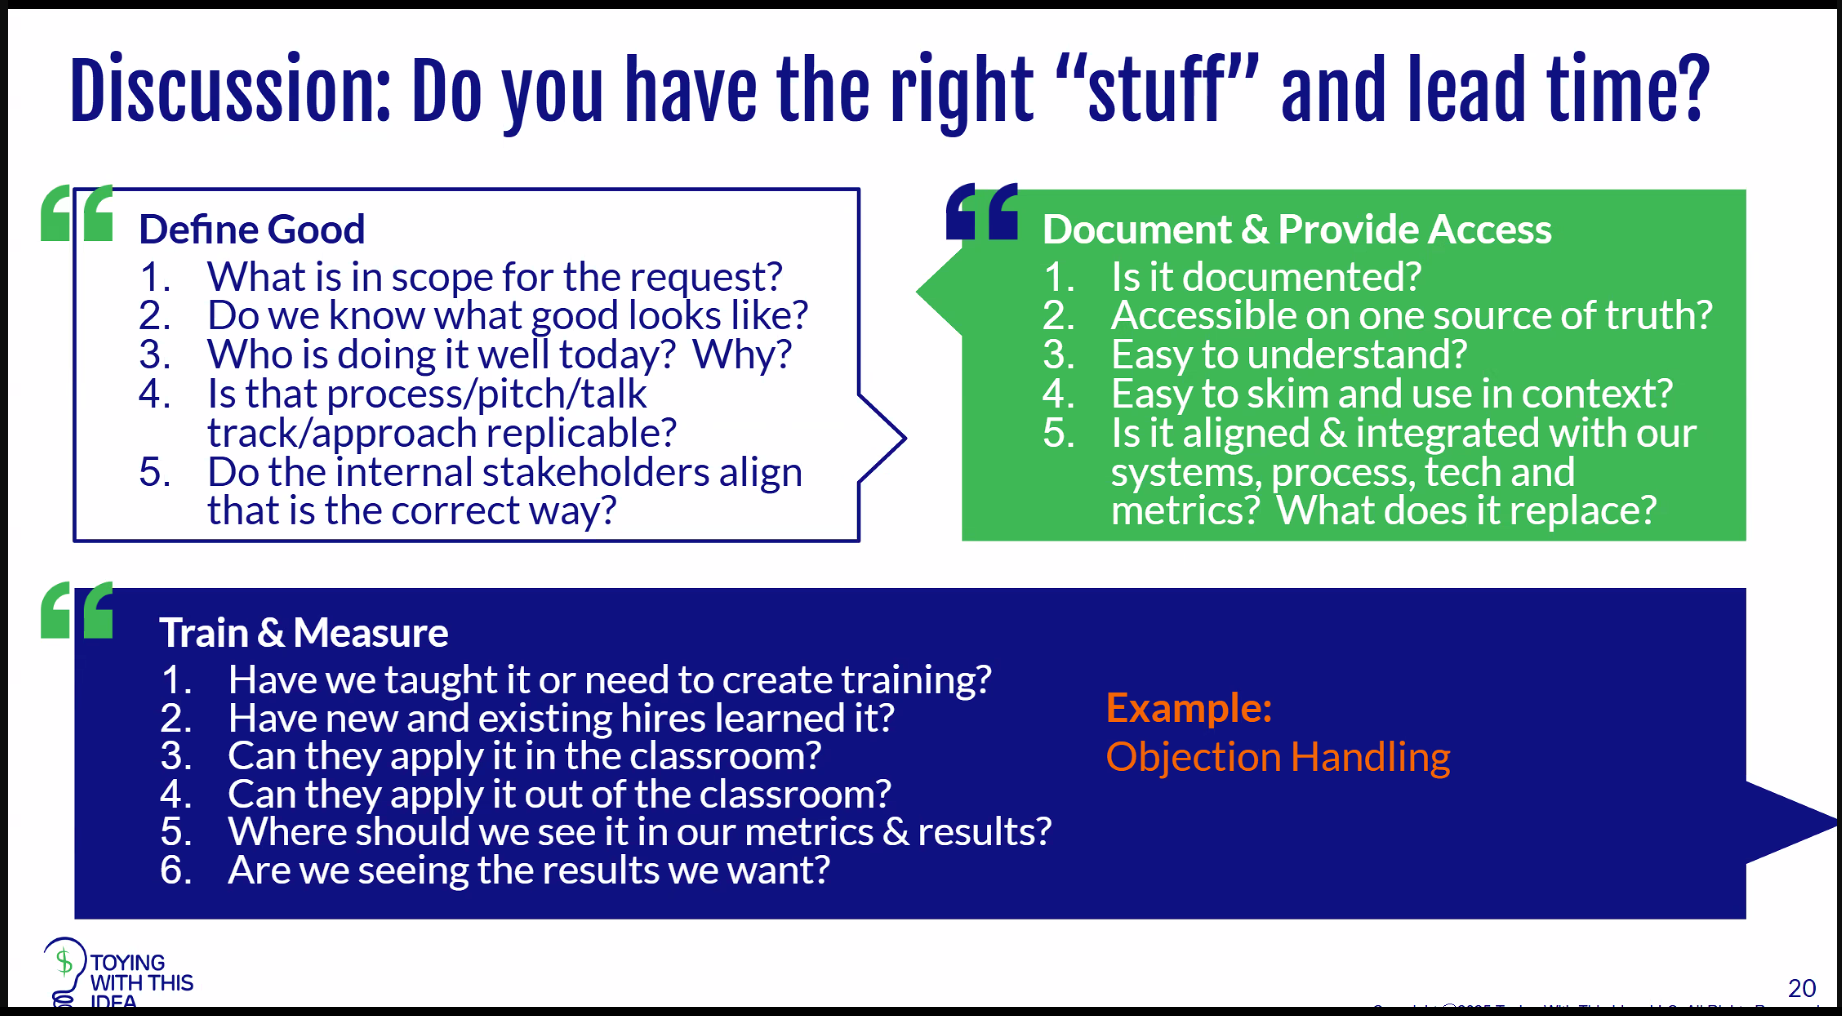 Discussion: Do you have the right “stuff” and lead time?
Define Good
1. What is in scope for the request?
2. Do we know what good looks like?
3. Who is doing it well today? Why?
4. Is that process/pitch/talk
track/approach replicable?
5. Do the internal stakeholders align
that is the correct way?
Document & Provide Access
1. Is it documented?
2. Accessible on one source of truth?
3. Easy to understand?
4. Easy to skim and use in context?
5. Is it aligned & integrated with our
systems, process, tech and
metrics? What does it replace?
Train & Measure
1. Have we taught it or need to create training?
2. Have new and existing hires learned it?
3. Can they apply it in the classroom?
4. Can they apply it out of the classroom?
5. Where should we see it in our metrics & results?
6. Are we seeing the results we want?
Example:
Objection Handling
$
TOYING
WITH THIS
IDEA
20